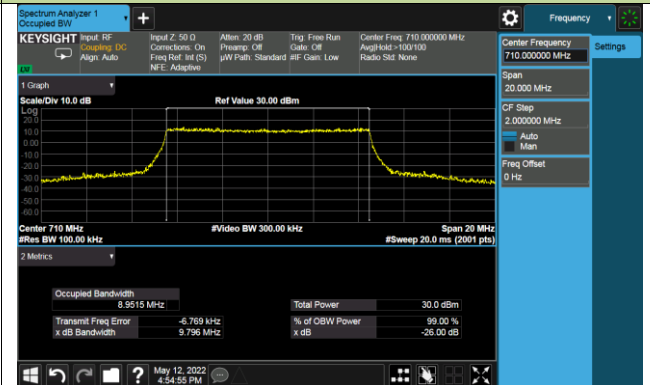 Spectrum Analyzer 1
Occupied BW
Frequency
KEYSIGHT
Input: RF
Coupling: DC
Align: Auto
Input Z: 50 Ω
Corrections: On
Freq Ref: Int (S)
NFE: Adaptive
Atten: 20 dB
Preamp: Off
µW Path: Standard
Trig: Free Run
Gate: Off
#IF Gain: Low
Center Freq: 710.000000 MHz
Avg|Hold:>100/100
Radio Std: None
Center Frequency
710.000000 MHz
Settings
Span
20.000 MHz
CF Step
2.000000 MHz
Auto
Man
Freq Offset
0 Hz
1 Graph
Scale/Div 10.0 dB
Ref Value 30.00 dBm
Log
20.0
10.0
0.00
-10.0
-20.0
-30.0
-40.0
-50.0
-60.0
Center 710 MHz
#Video BW 300.00 kHz
Span 20 MHz
#Res BW 100.00 kHz
#Sweep 20.0 ms (2001 pts)
2 Metrics
Occupied Bandwidth
8.9515 MHz
Total Power
30.0 dBm
Transmit Freq Error
-6.769 kHz
% of OBW Power
99.00 %
x dB Bandwidth
9.796 MHz
x dB
-26.00 dB
May 12, 2022
4:54:55 PM